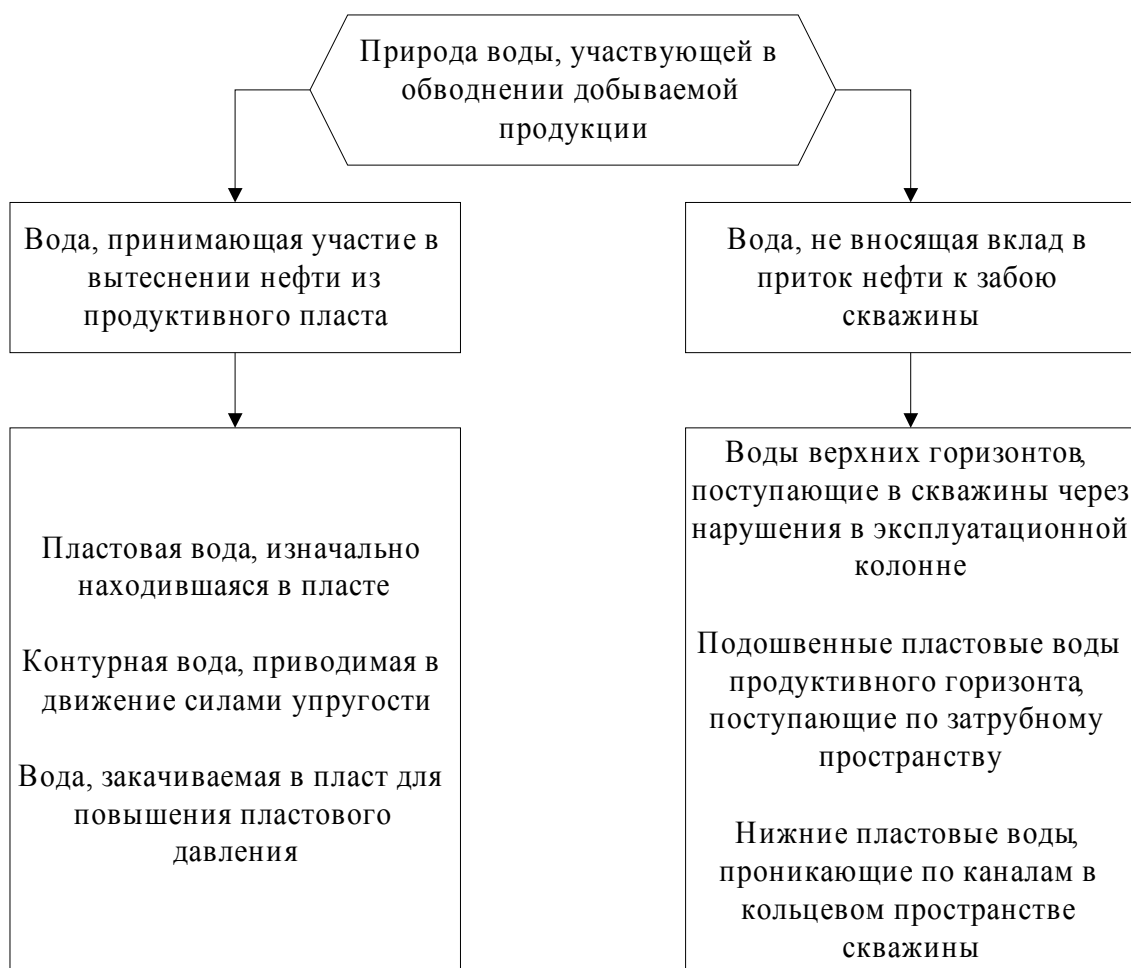 Природа воды, участвующей в
обводнении добываемой
продукции
Вода, принимающая участие в
вытеснении нефти из
продуктивного пласта
Вода, не вносящая вклад в
приток нефти к забою
скважины
Пластовая вода, изначально
находившаяся в пласте
Контурная вода, приводимая в
движение силами упругости
Вода, закачиваемая в пласт для
повышения пластового
давления
Воды верхних горизонтов,
поступающие в скважины через
нарушения в эксплуатационной
колонне
Подошвенные пластовые воды
продуктивного горизонта,
поступающие по затрубному
пространству
Нижние пластовые воды,
проникающие по каналам в
кольцевом пространстве
скважины